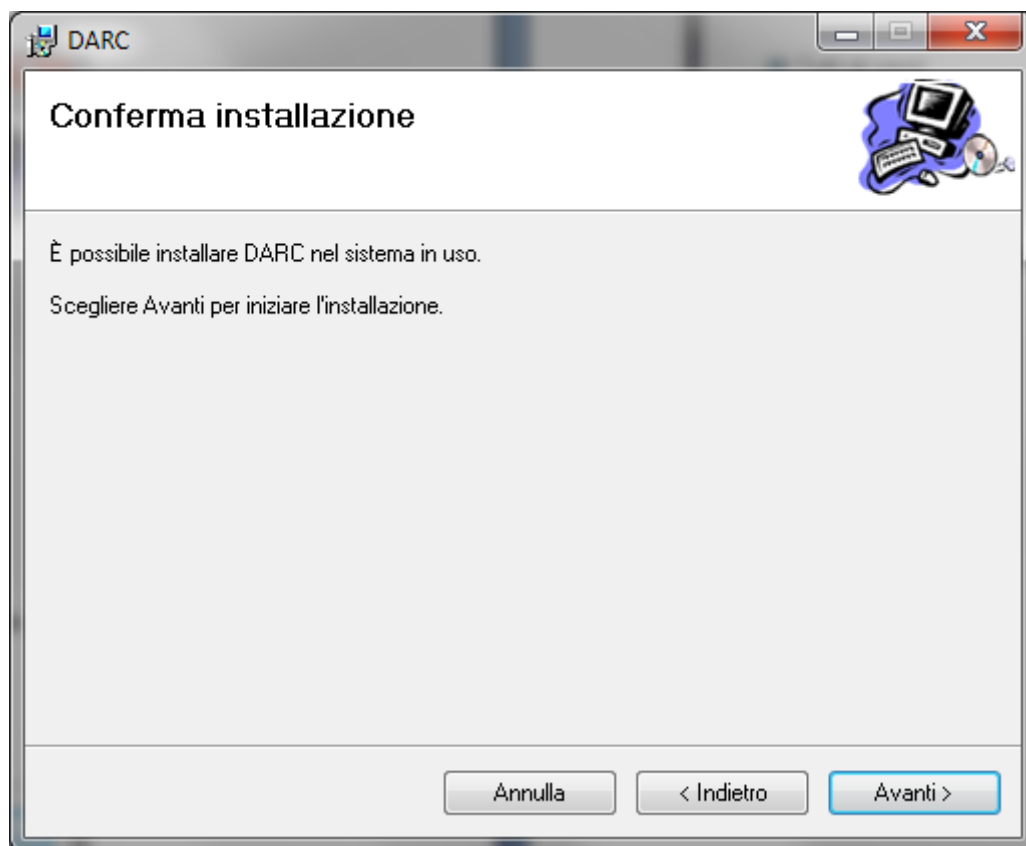 DARC
Conferma installazione
È possibile installare DARC nel sistema in uso.
Scegliere Avanti per iniziare l'installazione.
Annulla
< Indietro
Avanti >